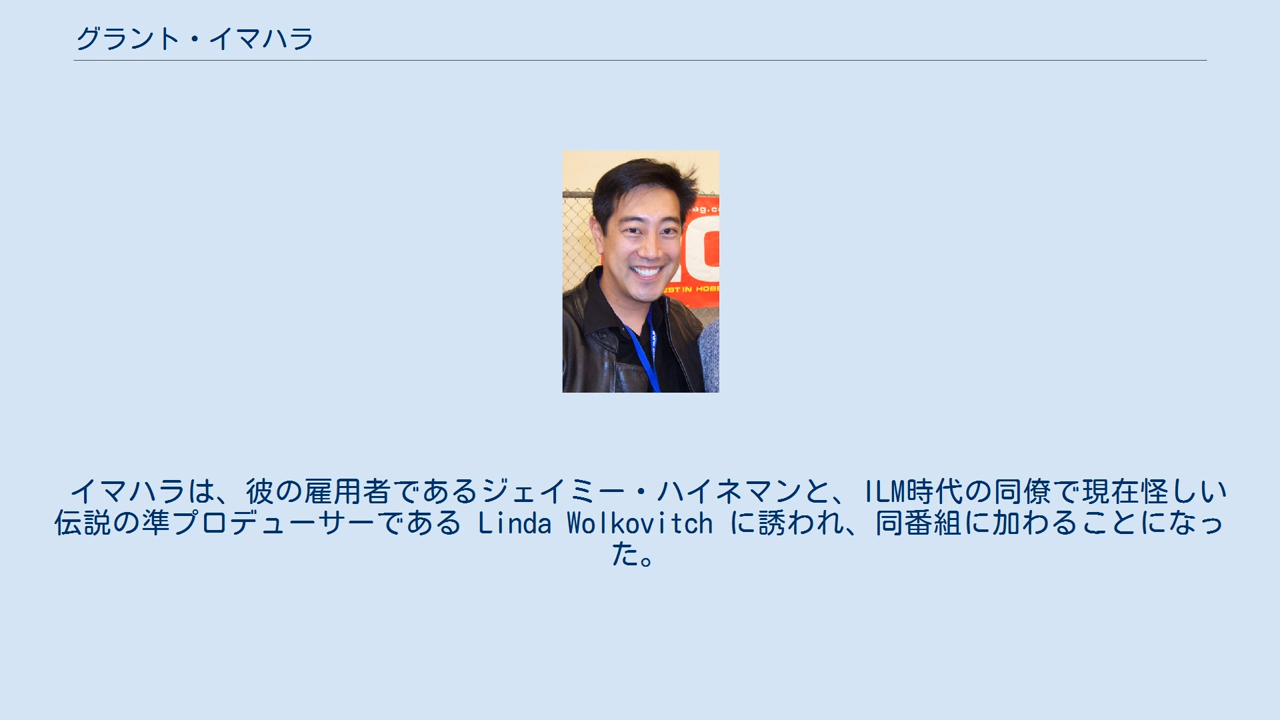 グラント・イマハラ
ag.c
EST IN HOBB
イマハラは、彼の雇用者であるジェイミー・ハイネマンと、ILM時代の同僚で現在怪しい
伝説の準プロデューサーである Linda Wolkovitch に誘われ、同番組に加わることになっ
た。